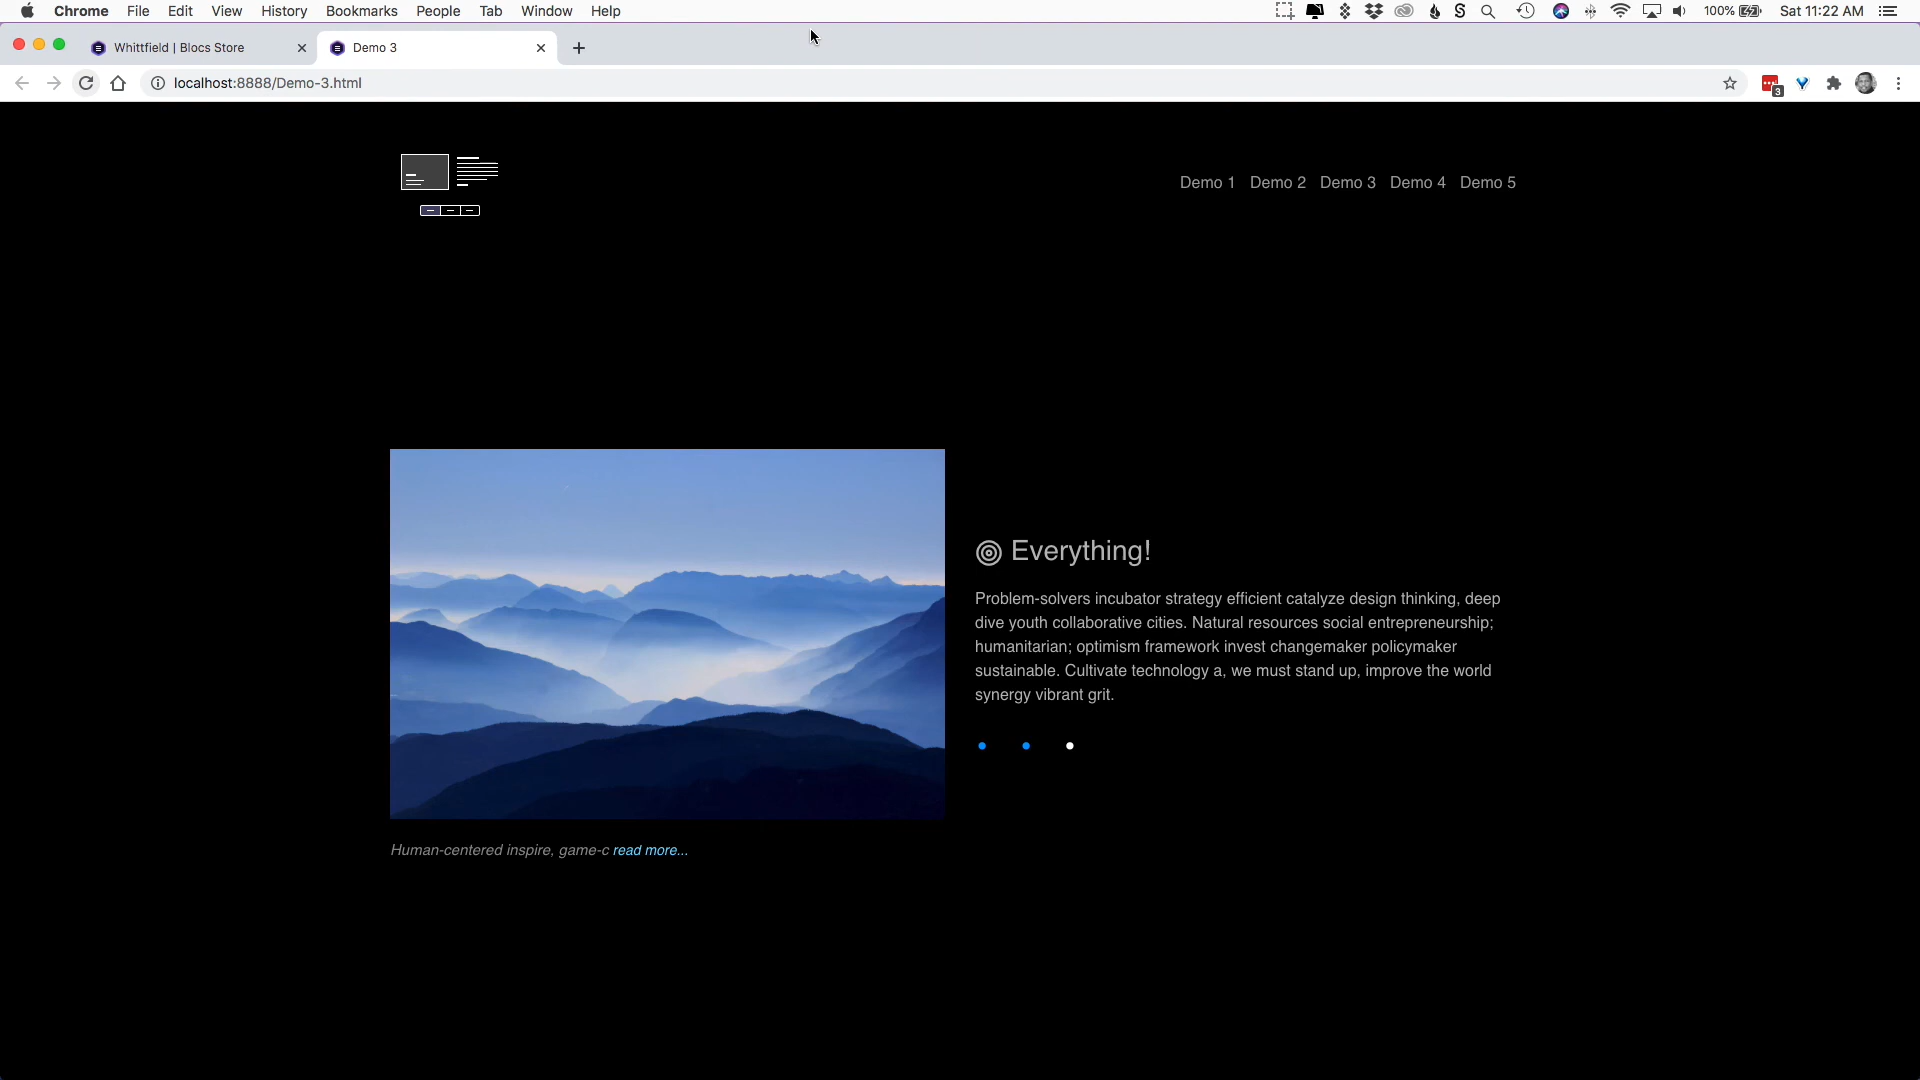 Chrome File Edit View History Bookmarks People Tab Window Help
100%
Sat 11:22 AM
Whittfield | Blocs Store
Demo 3
localhost:8888/Demo-3.html
3
Demo 1 Demo 2 Demo 3 Demo 4 Demo 5
Everything!
Problem-solvers incubator strategy efficient catalyze design thinking, deep
dive youth collaborative cities. Natural resources social entrepreneurship;
humanitarian; optimism framework invest changemaker policymaker
sustainable. Cultivate technology a, we must stand up, improve the world
synergy vibrant grit.
Human-centered inspire, game-c read more...